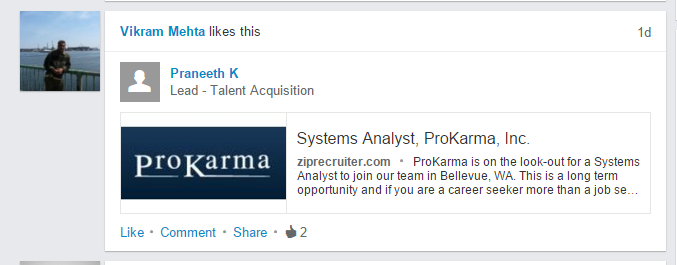 Vikram Mehta likes this
1d
Praneeth K
Lead - Talent Acquisition
PROKARMA
Systems Analyst, ProKarma, Inc.
ziprecruiter.com • ProKarma is on the look-out for a Systems
Analyst to join our team in Bellevue, WA. This is a long term
opportunity and if you are a career seeker more than a job se…
Like • Comment • Share • 2